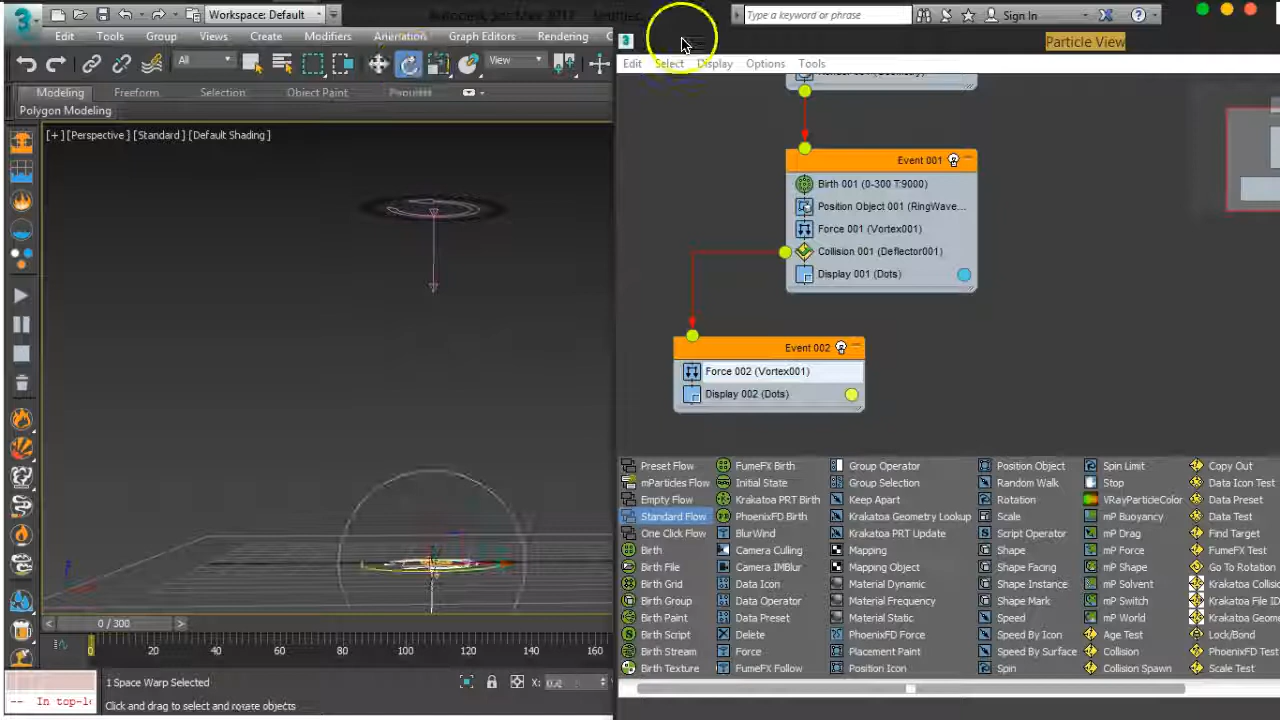 Workspace: Default
Type a keyword or phrase
Sign In
Edit Tools Group Views Create Modifiers Animation Graph Editors Rendering
Particle View
Edit Select Display Options Tools
All
View
Modeling Freeform Selection Object Paint Populate
Polygon Modeling
[+] [Perspective] [Standard] [Default Shading]
Event 001
Birth 001 (0-300 T:9000)
Position Object 001 (RingWave...
Force 001 (Vortex001)
Collision 001 (Deflector001)
Display 001 (Dots)
Event 002
Force 002 (Vortex001)
Display 002 (Dots)
Preset Flow FumeFX Birth Group Operator Position Object Spin Limit Copy Out
mParticles Flow Initial State Group Selection Random Walk Stop Data Icon Test
Empty Flow Krakatoa PRT Birth Keep Apart Rotation VRayParticleColor Data Preset
Standard Flow PhoenixFD Birth Krakatoa Geometry Lookup Scale mP Buoyancy Data Test
One Click Flow BlurWind Krakatoa PRT Update Script Operator mP Drag Find Target
Birth Camera Culling Mapping Shape mP Force FumeFX Test
Birth File Camera IMBlur Mapping Object Shape Facing mP Shape Go To Rotation
Birth Grid Data Icon Material Dynamic Shape Instance mP Solvent Krakatoa Collisio
Birth Group Data Operator Material Frequency Shape Mark mP Switch Krakatoa File ID
Birth Paint Data Preset Material Static Speed mP World Krakatoa Geome
Birth Script Delete PhoenixFD Force Speed By Icon Age Test Lock/Bond
Birth Stream Force Placement Paint Speed By Surface Collision PhoenixFD Test
Birth Texture FumeFX Follow Position Icon Spin Collision Spawn Scale Test
0 / 300
0 20 40 60 80 100 120 140 160
1 Space Warp Selected
X:
-- In top-l
Click and drag to select and rotate objects